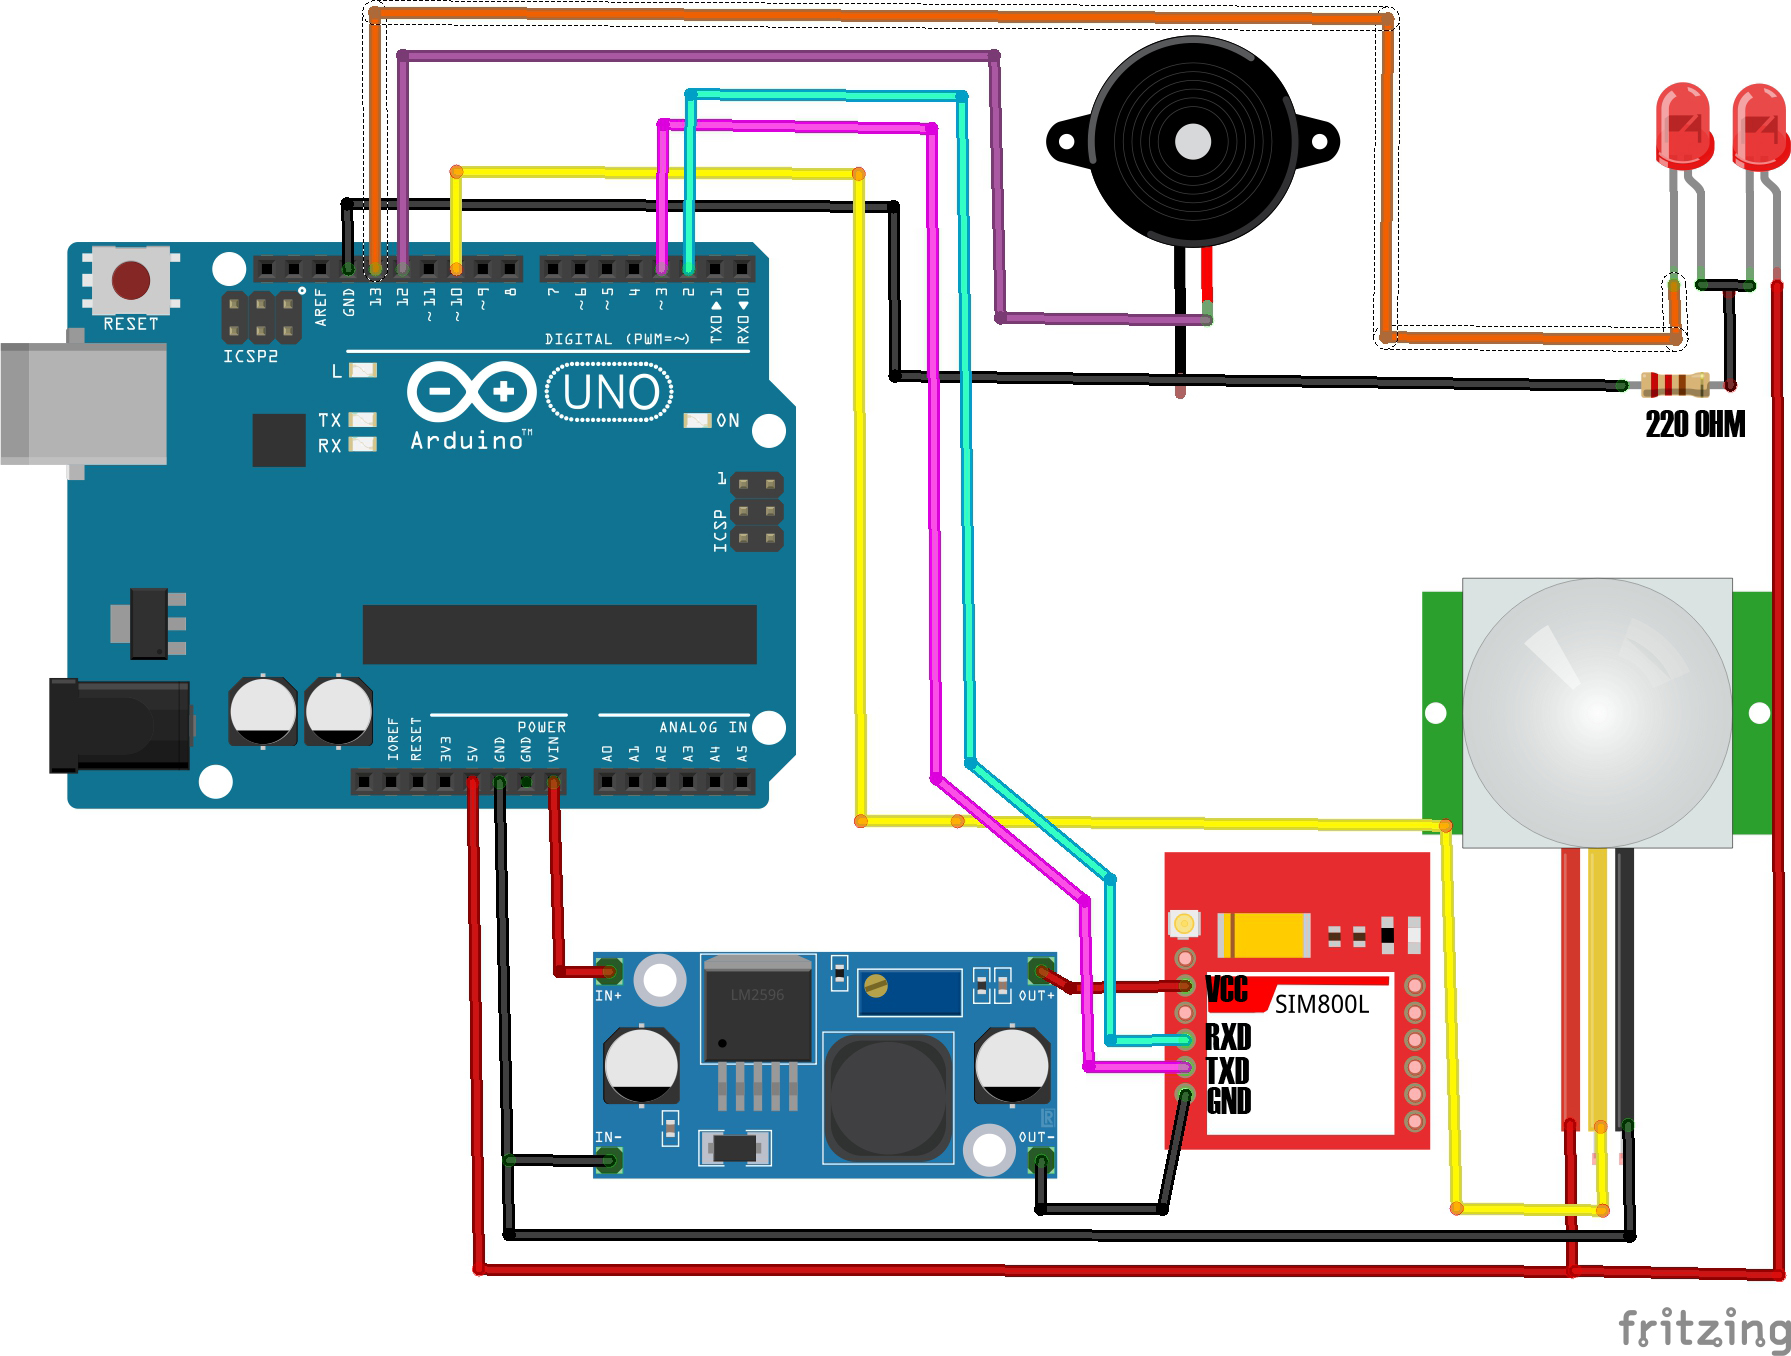 RESET
ICSP2
AREF
GND
13
12
~11
~10
~9
8
7
~6
~5
4
~3
2
TX0▶1
RX0◀0
DIGITAL (PWM=~)
L
TX
RX
UNO
Arduino™
ON
1
ICSP
220 OHM
POWER
ANALOG IN
IOREF
RESET
3V3
5V
GND
GND
VIN
A0
A1
A2
A3
A4
A5
IN+
LM2596
OUT+
IN-
OUT-
R
VCC
SIM800L
RXD
TXD
GND
fritzing